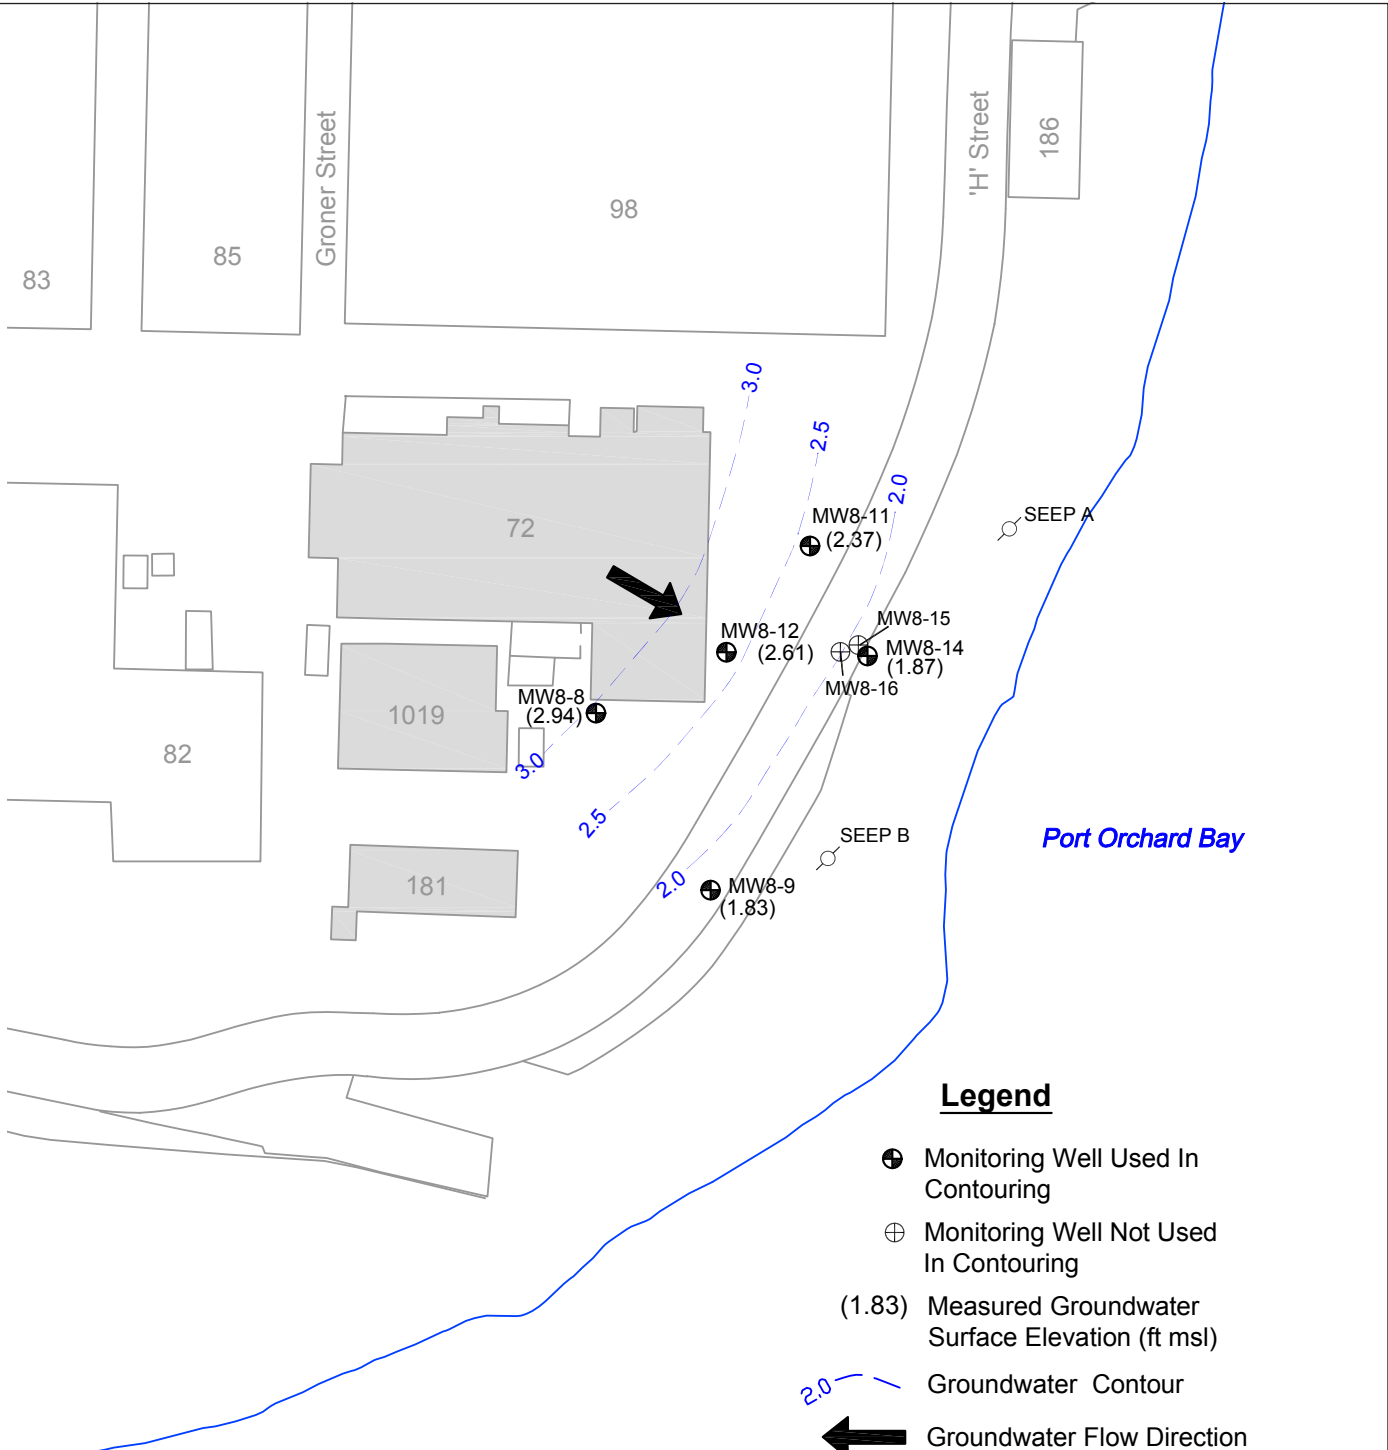 Groner Street
'H' Street
186
98
85
83
3.0
2.5
2.0
MW8-11
(2.37)
SEEP A
72
MW8-12
(2.61)
MW8-15
MW8-14
(1.87)
MW8-16
MW8-8
(2.94)
1019
82
3.0
2.5
2.0
SEEP B
Port Orchard Bay
181
MW8-9
(1.83)
Legend
Monitoring Well Used In
Contouring
Monitoring Well Not Used
In Contouring
(1.83) Measured Groundwater
Surface Elevation (ft msl)
2.0 Groundwater Contour
Groundwater Flow Direction